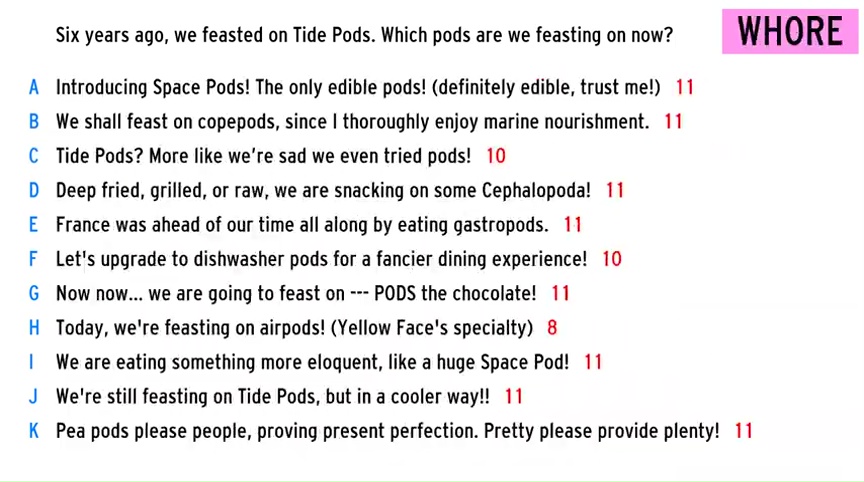 Six years ago, we feasted on Tide Pods. Which pods are we feasting on now?
WHORE
A Introducing Space Pods! The only edible pods! (definitely edible, trust me!) 11
B We shall feast on copepods, since I thoroughly enjoy marine nourishment. 11
C Tide Pods? More like we're sad we even tried pods! 10
D Deep fried, grilled, or raw, we are snacking on some Cephalopoda! 11
E France was ahead of our time all along by eating gastropods. 11
F Let's upgrade to dishwasher pods for a fancier dining experience! 10
G Now now... we are going to feast on --- PODS the chocolate! 11
H Today, we're feasting on airpods! (Yellow Face's specialty) 8
I We are eating something more eloquent, like a huge Space Pod! 11
J We're still feasting on Tide Pods, but in a cooler way!! 11
K Pea pods please people, proving present perfection. Pretty please provide plenty! 11